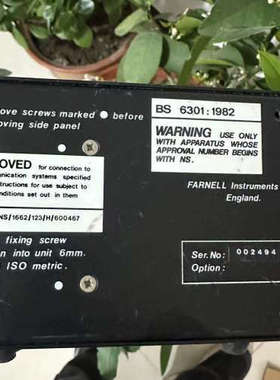 ove screws marked ● before
oving side panel
BS 6301:1982
WARNING USE ONLY
WITH APPARATUS WHOSE
APPROVAL NUMBER BEGINS
WITH NS.
OVED for connection to
unication systems specified
structions for use subject to
onditions set out in them
NS/1662/123/H/600467
FARNELL Instruments
England.
fixing screw
on into unit 6mm.
ISO metric.
Ser.No: 002494
Option: